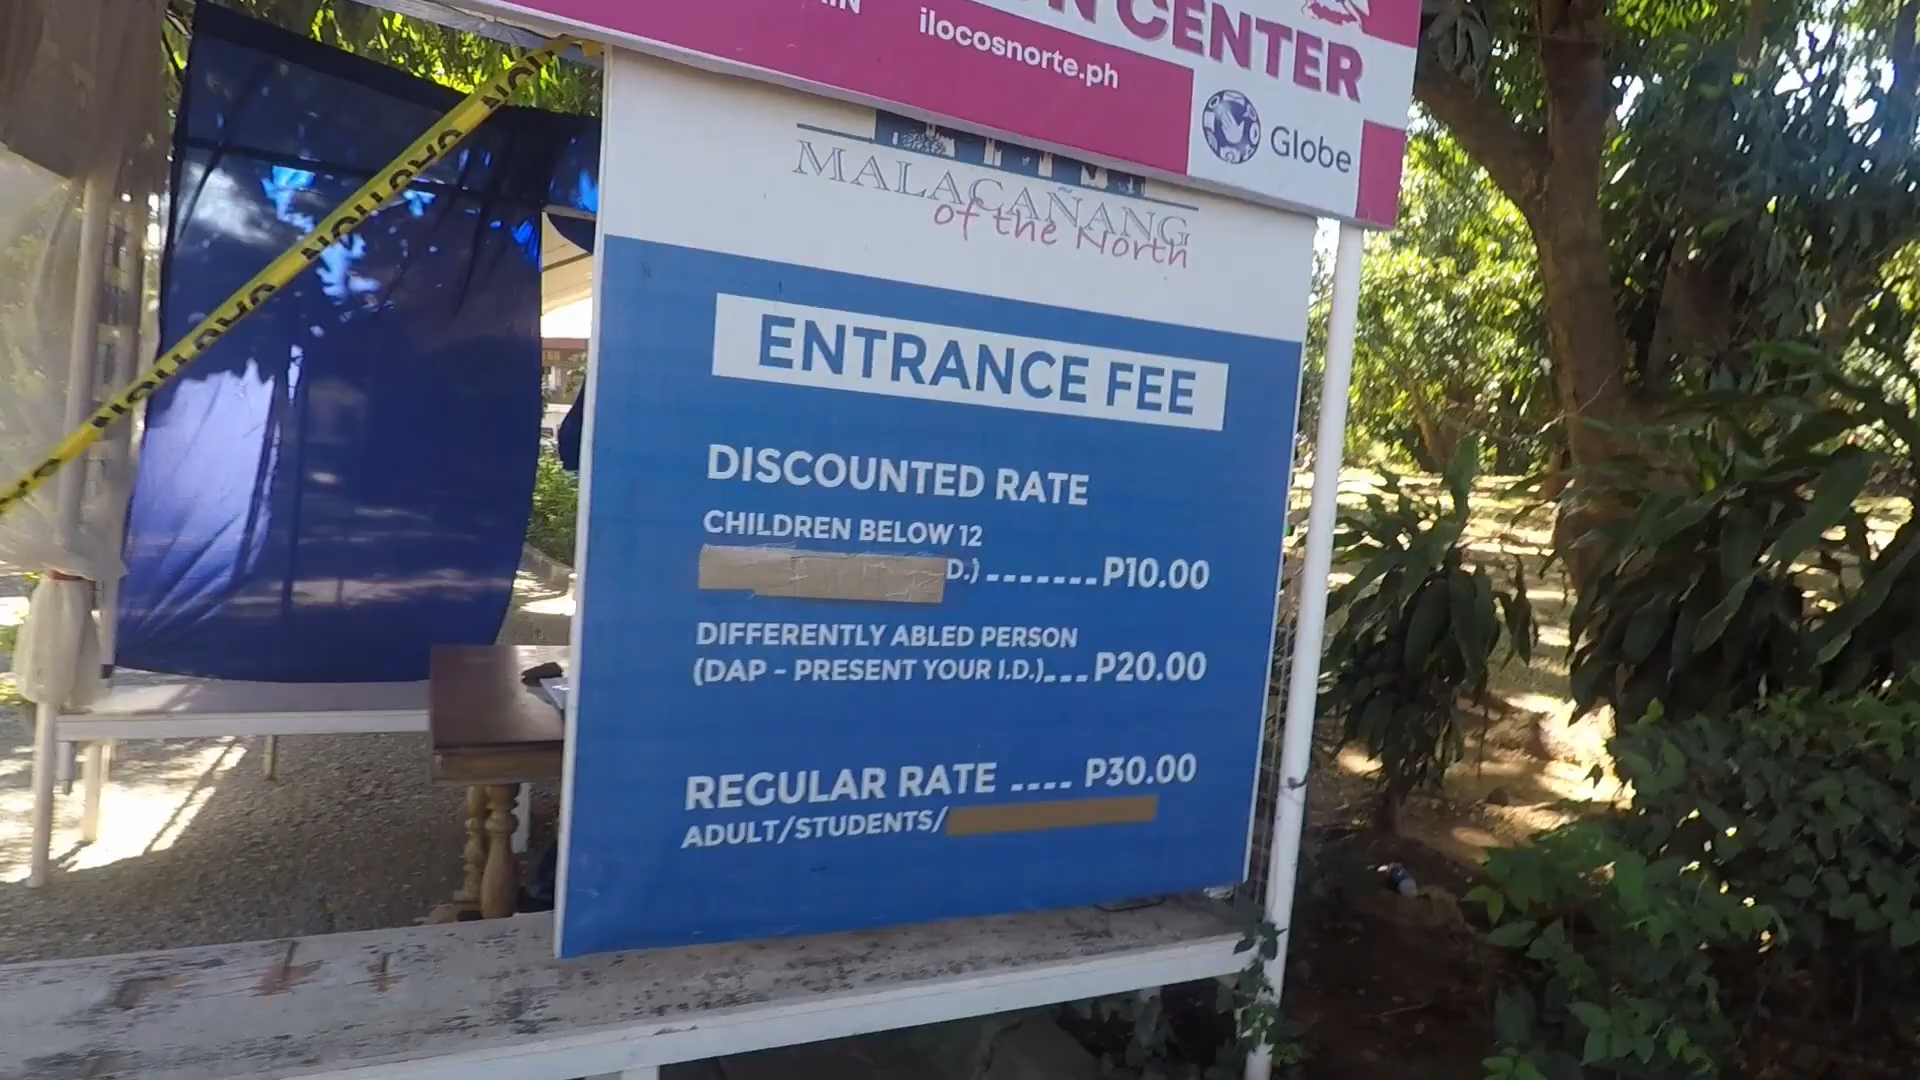 N CENTER
ilocosnorte.ph
Globe
MALACAÑANG
of the North
ENTRANCE FEE
DISCOUNTED RATE
CHILDREN BELOW 12
D.) ------- P10.00
DIFFERENTLY ABLED PERSON
(DAP - PRESENT YOUR I.D.)___ P20.00
REGULAR RATE ---- P30.00
ADULT/STUDENTS/